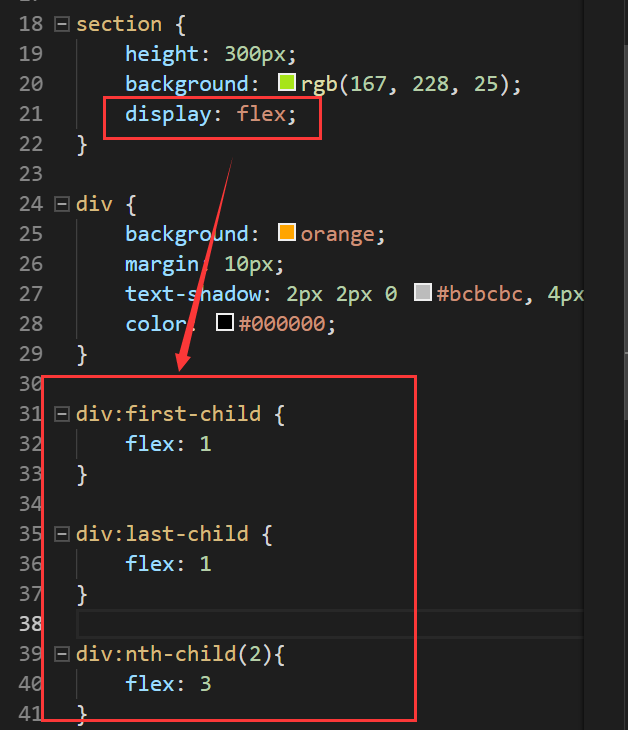 18 section {
19 height: 300px;
20 background: rgb(167, 228, 25);
21 display: flex;
22 }
23
24 div {
25 background: orange;
26 margin: 10px;
27 text-shadow: 2px 2px 0 #bcbcbc, 4px
28 color: #000000;
29 }
30
31 div:first-child {
32 flex: 1
33 }
34
35 div:last-child {
36 flex: 1
37 }
38
39 div:nth-child(2){
40 flex: 3
41 }